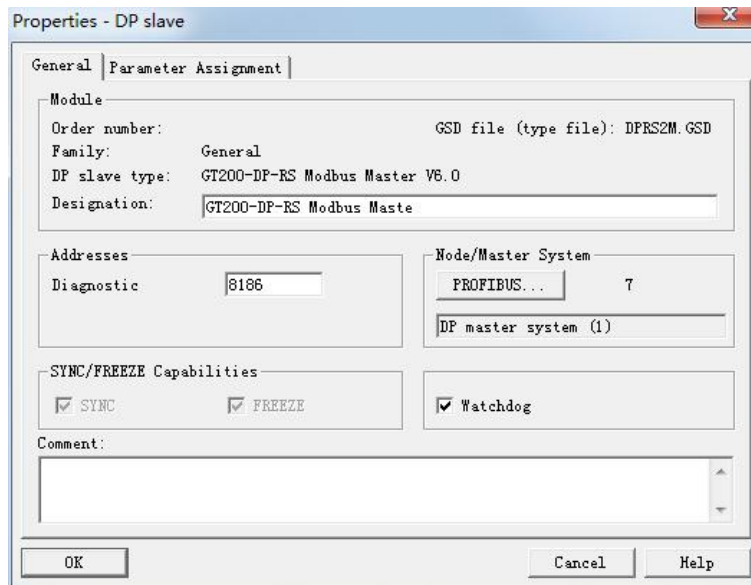 Properties - DP slave
General
Parameter Assignment
Module
Order number:
GSD file (type file): DPRS2M.GSD
Family: General
DP slave type: GT200-DP-RS Modbus Master V6.0
Designation: GT200-DP-RS Modbus Maste
Addresses
Diagnostic 8186
Node/Master System
PROFIBUS... 7
DP master system (1)
SYNC/FREEZE Capabilities
SYNC FREEZE
Watchdog
Comment:
OK Cancel Help